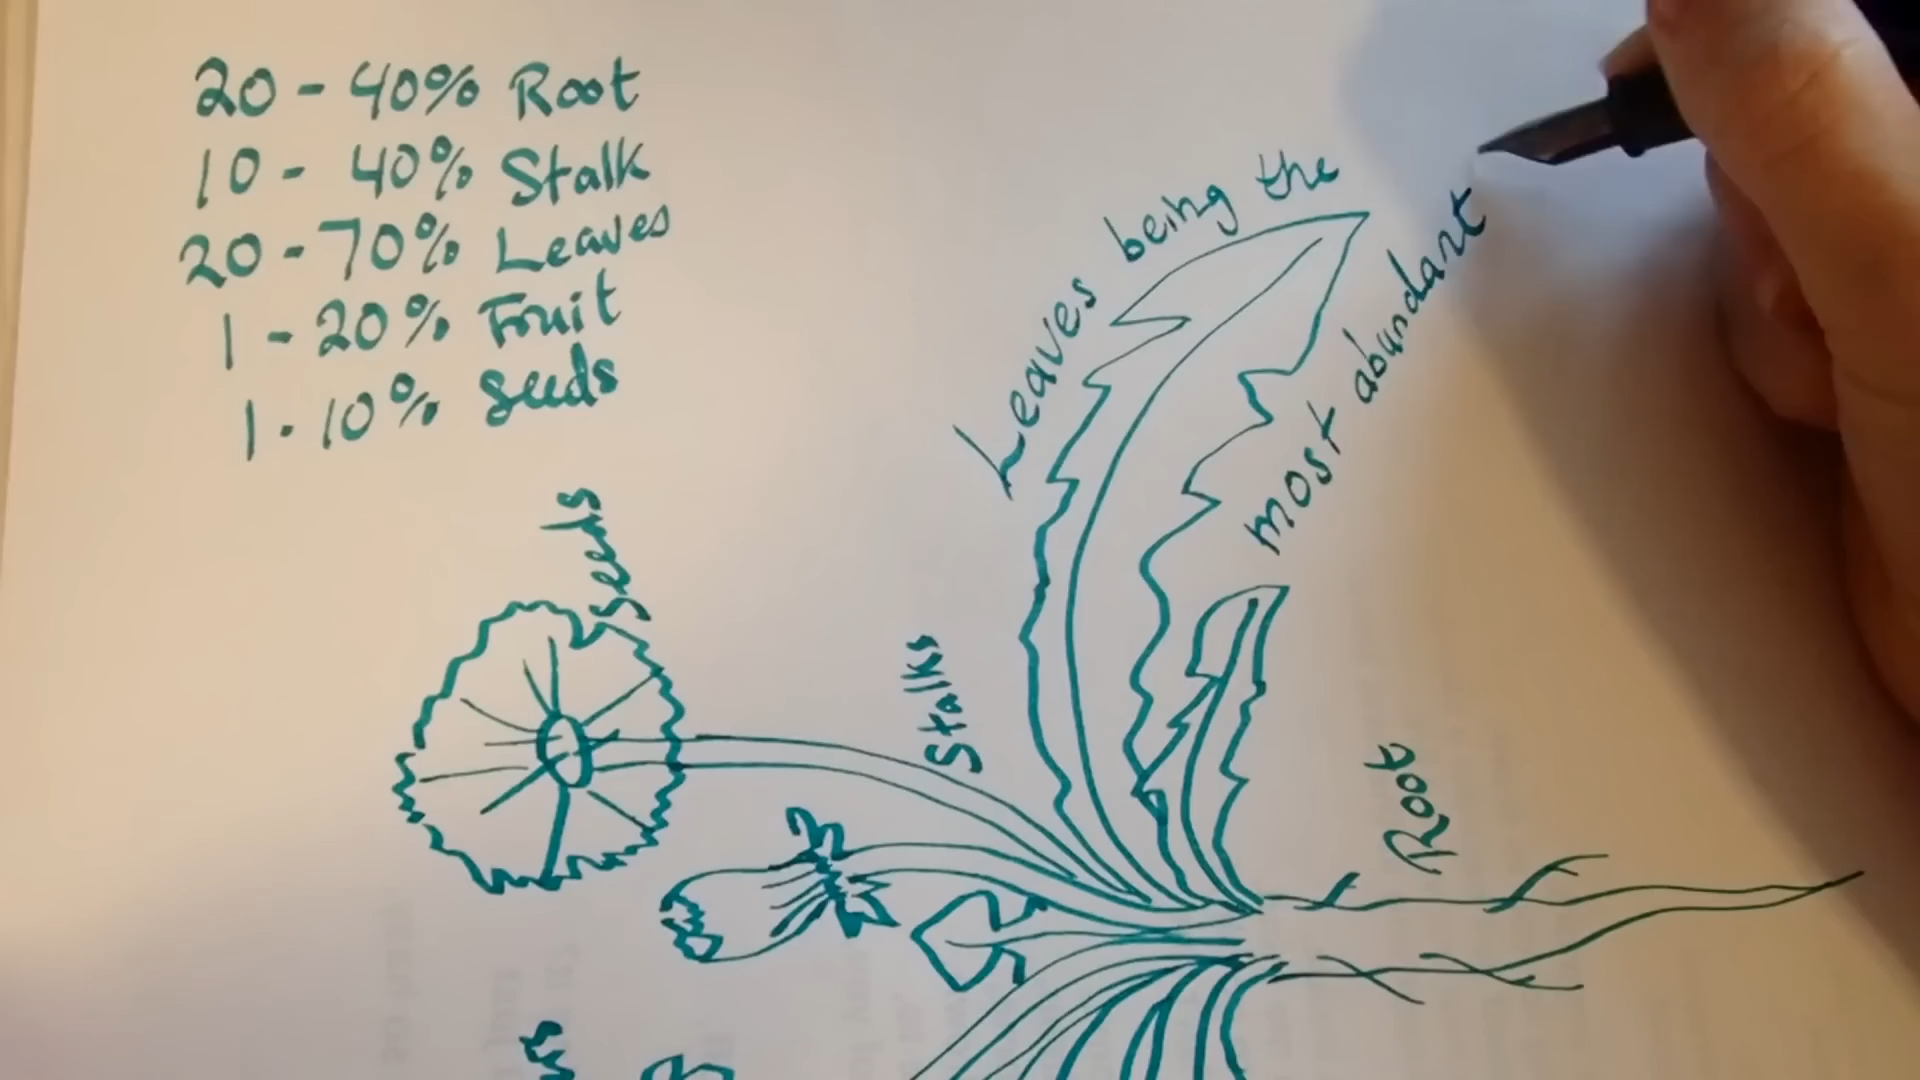 20 - 40% Root
10 - 40% Stalk
20 - 70% Leaves
1 - 20% Fruit
1 - 10% Seeds
Leaves being the
most abundant
Seeds
Stalks
Root